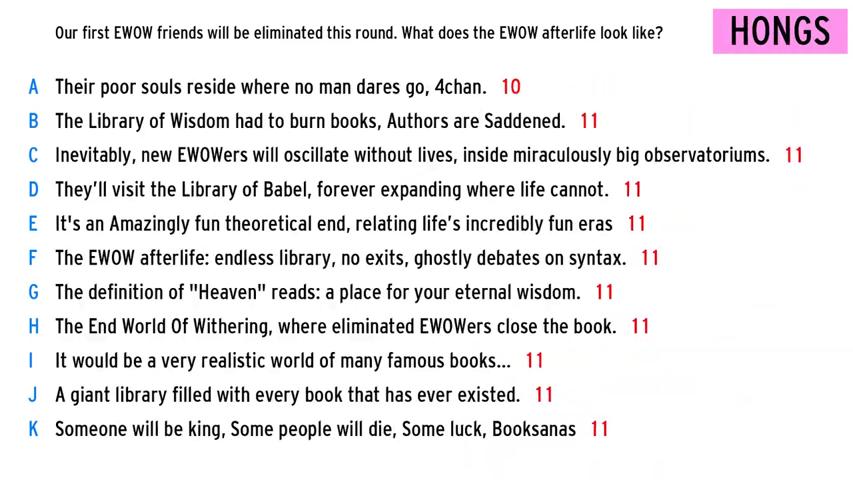 Our first EWOW friends will be eliminated this round. What does the EWOW afterlife look like?
HONGS
A Their poor souls reside where no man dares go, 4chan. 10
B The Library of Wisdom had to burn books, Authors are Saddened. 11
C Inevitably, new EWOWers will oscillate without lives, inside miraculously big observatoriums. 11
D They'll visit the Library of Babel, forever expanding where life cannot. 11
E It's an Amazingly fun theoretical end, relating life's incredibly fun eras 11
F The EWOW afterlife: endless library, no exits, ghostly debates on syntax. 11
G The definition of "Heaven" reads: a place for your eternal wisdom. 11
H The End World Of Withering, where eliminated EWOWers close the book. 11
I It would be a very realistic world of many famous books... 11
J A giant library filled with every book that has ever existed. 11
K Someone will be king, Some people will die, Some luck, Booksanas 11